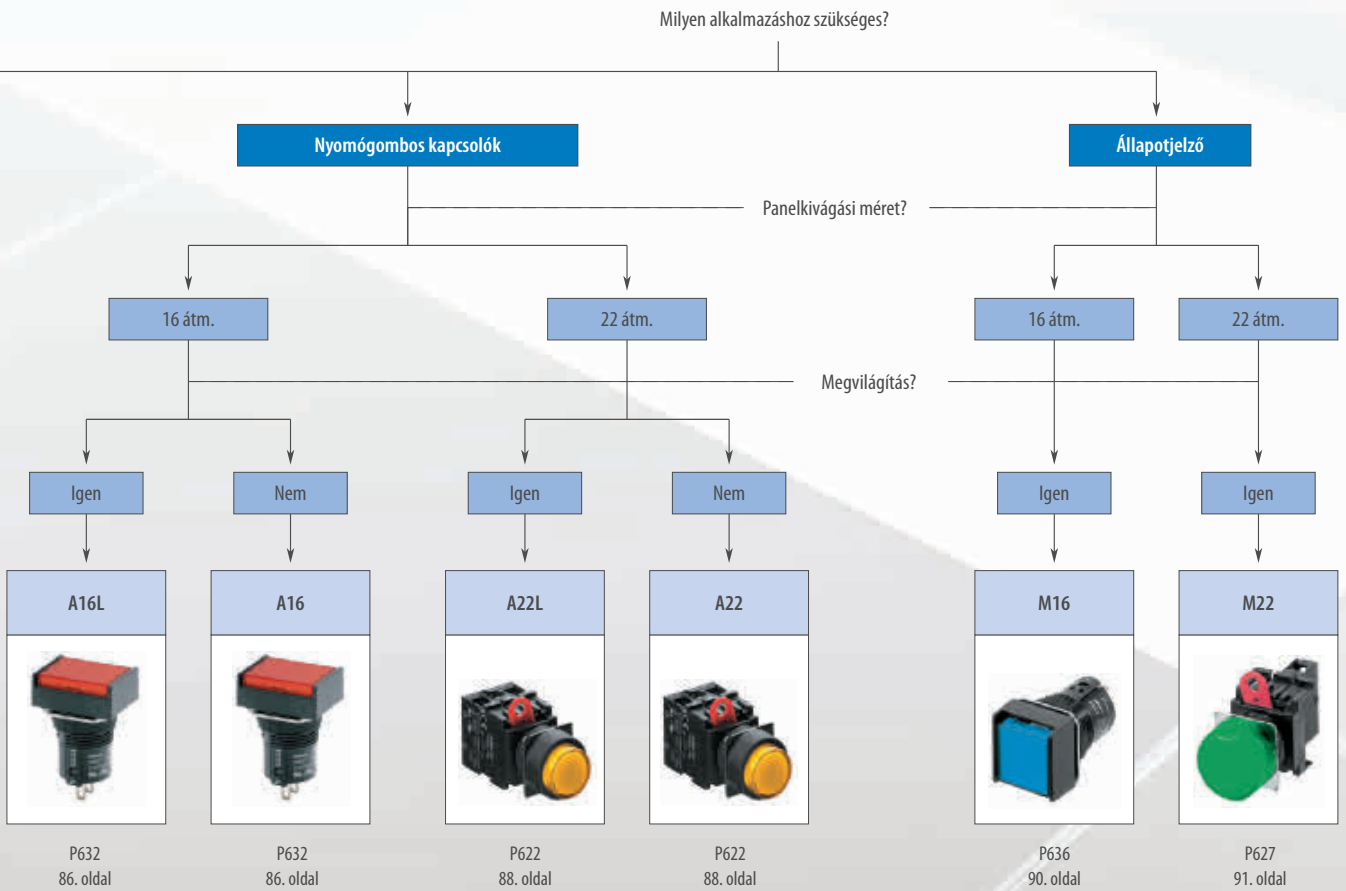 Milyen alkalmazáshoz szükséges?
Nyomógombos kapcsolók
Állapotjelző
Panelkivágási méret?
16 átm.
22 átm.
16 átm.
22 átm.
Megvilágítás?
Igen
Nem
Igen
Nem
Igen
Igen
A16L
A16
A22L
A22
M16
M22
P632
86. oldal
P632
86. oldal
P622
88. oldal
P622
88. oldal
P636
90. oldal
P627
91. oldal